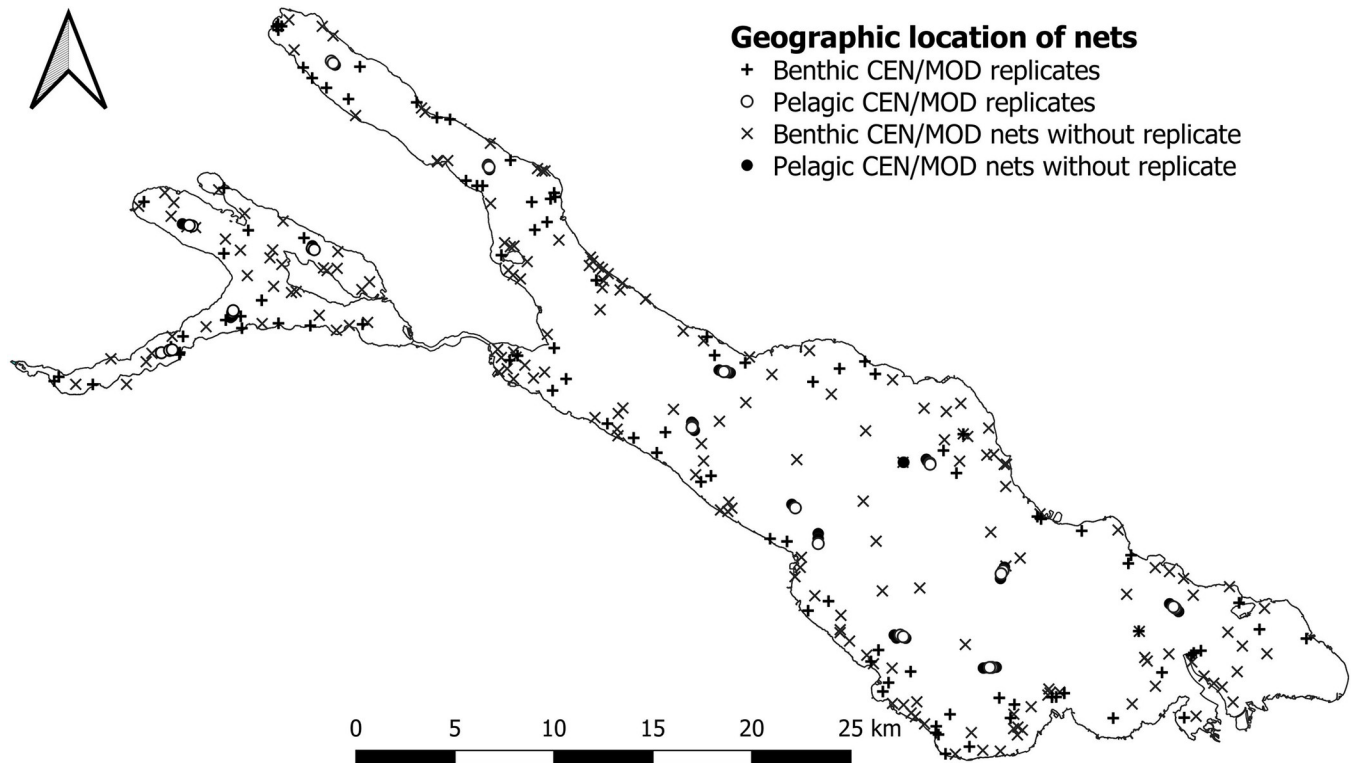 Geographic location of nets
+ Benthic CEN/MOD replicates
○ Pelagic CEN/MOD replicates
× Benthic CEN/MOD nets without replicate
● Pelagic CEN/MOD nets without replicate
0 5 10 15 20 25 km